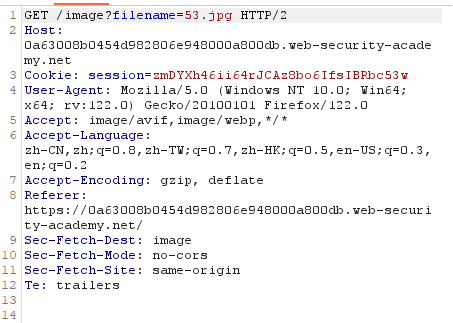 1 GET /image?filename=53.jpg HTTP/2
2 Host:
0a63008b0454d982806e948000a800db.web-security-acade
my.net
3 Cookie: session=zmDYXh46ii64rJCAz8bo6IfsIBRbc53w
4 User-Agent: Mozilla/5.0 (Windows NT 10.0; Win64;
x64; rv:122.0) Gecko/20100101 Firefox/122.0
5 Accept: image/avif,image/webp,*/*
6 Accept-Language:
zh-CN,zh;q=0.8,zh-TW;q=0.7,zh-HK;q=0.5,en-US;q=0.3,
en;q=0.2
7 Accept-Encoding: gzip, deflate
8 Referer:
https://0a63008b0454d982806e948000a800db.web-securi
ty-academy.net/
9 Sec-Fetch-Dest: image
10 Sec-Fetch-Mode: no-cors
11 Sec-Fetch-Site: same-origin
12 Te: trailers
13
14